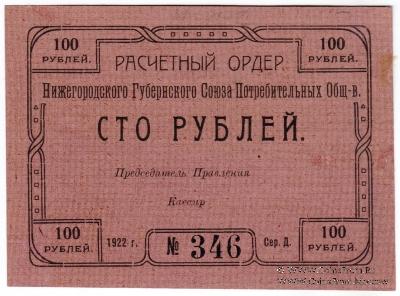 100
РУБЛЕЙ.
100
РУБЛЕЙ.
РАСЧЕТНЫЙ ОРДЕР
Нижегородского Губернского Союза Потребительных Общ-в.
СТО РУБЛЕЙ.
Председатель Правления
Кассир
100
РУБЛЕЙ.
1922 г.
№ 346
Сер. Д.
100
РУБЛЕЙ.